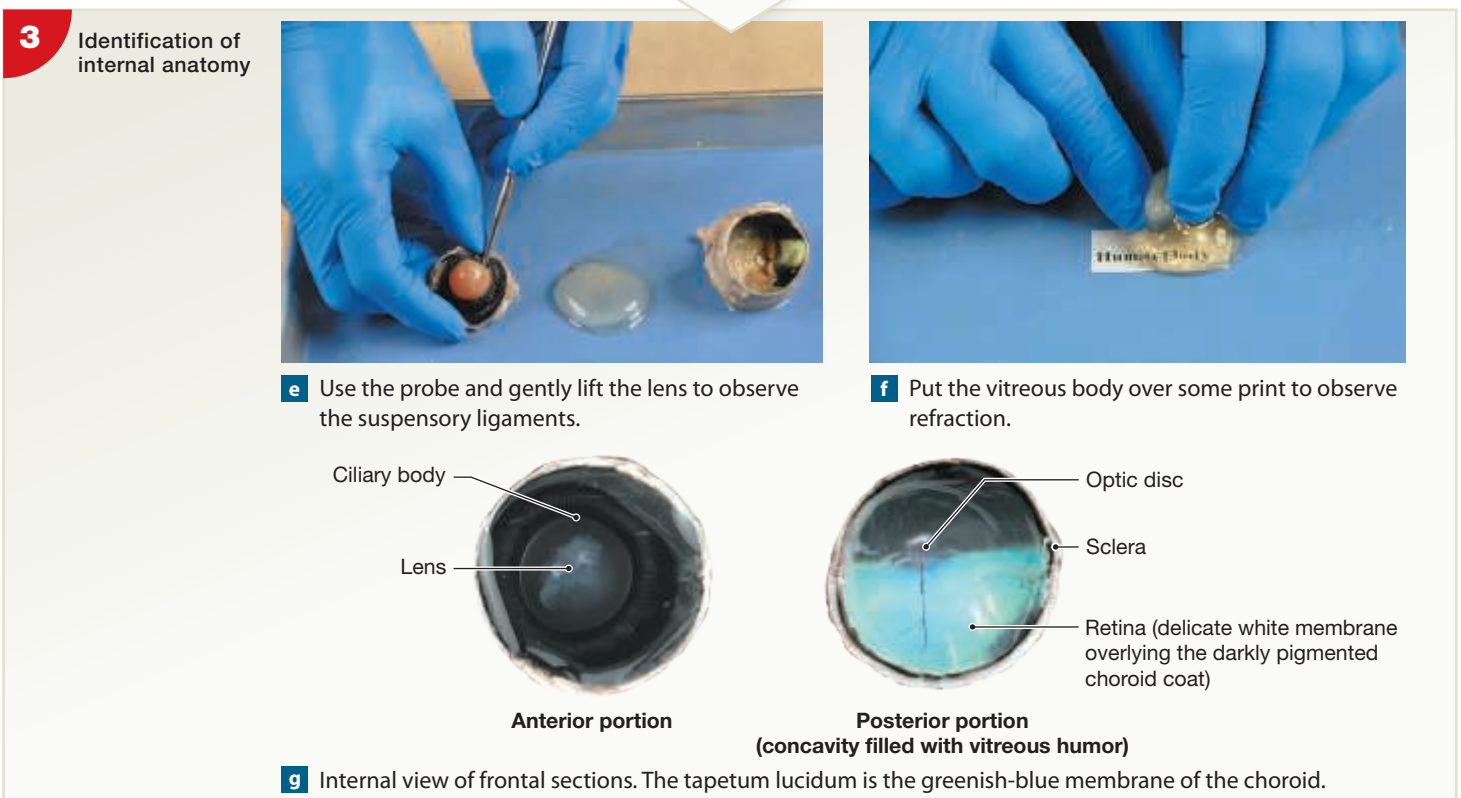 3
Identification of
internal anatomy
Human Body
e Use the probe and gently lift the lens to observe
the suspensory ligaments.
f Put the vitreous body over some print to observe
refraction.
Ciliary body
Lens
Anterior portion
Optic disc
Sclera
Retina (delicate white membrane
overlying the darkly pigmented
choroid coat)
Posterior portion
(concavity filled with vitreous humor)
g Internal view of frontal sections. The tapetum lucidum is the greenish-blue membrane of the choroid.